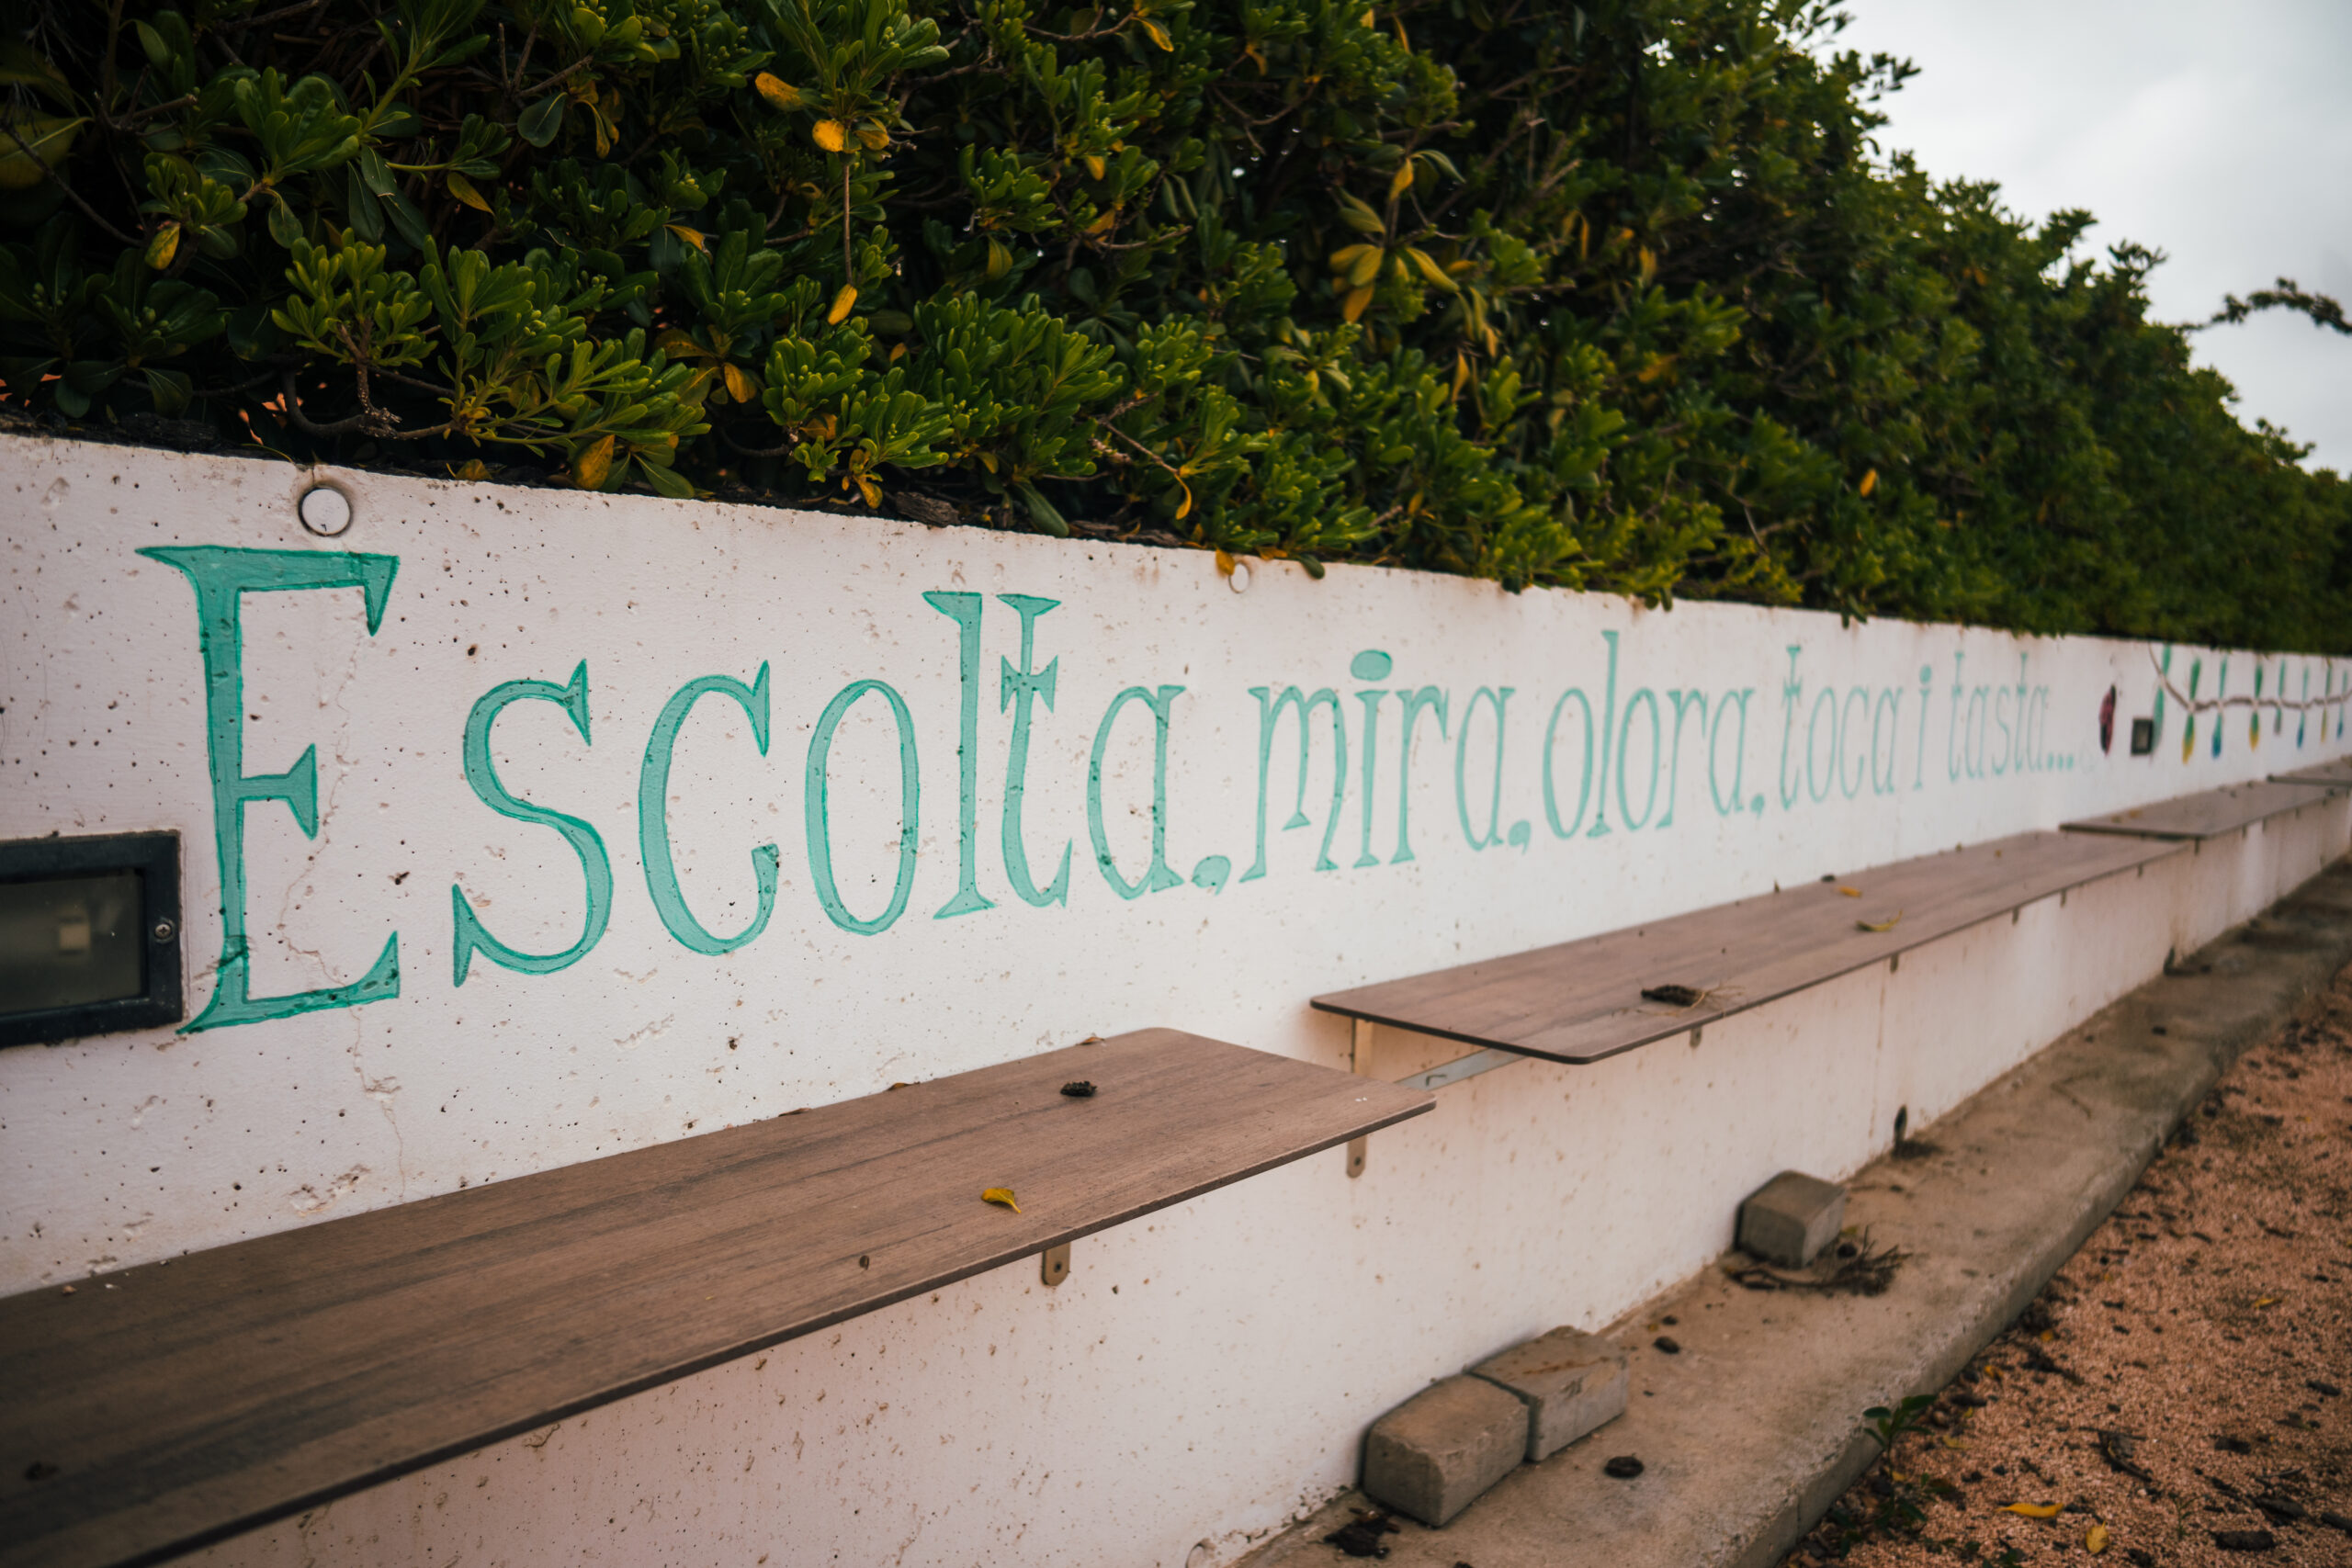 Escolta, mira, olora, toca i tasta...